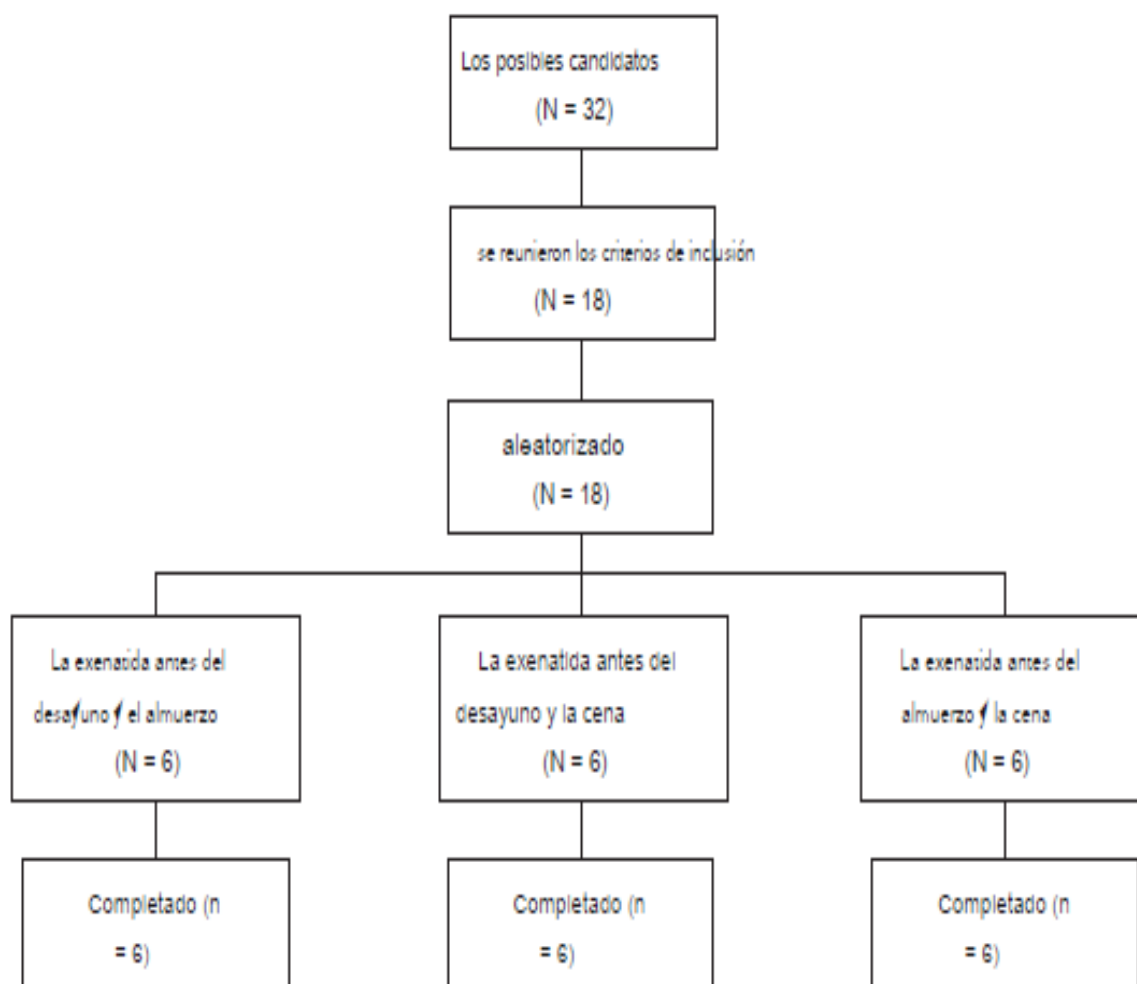 Los posibles candidatos
(N = 32)
se reunieron los criterios de inclusión
(N = 18)
aleatorizado
(N = 18)
La exenatida antes del
desayuno y el almuerzo
(N = 6)
La exenatida antes del
desayuno y la cena
(N = 6)
La exenatida antes del
almuerzo y la cena
(N = 6)
Completado (n
= 6)
Completado (n
= 6)
Completado (n
= 6)